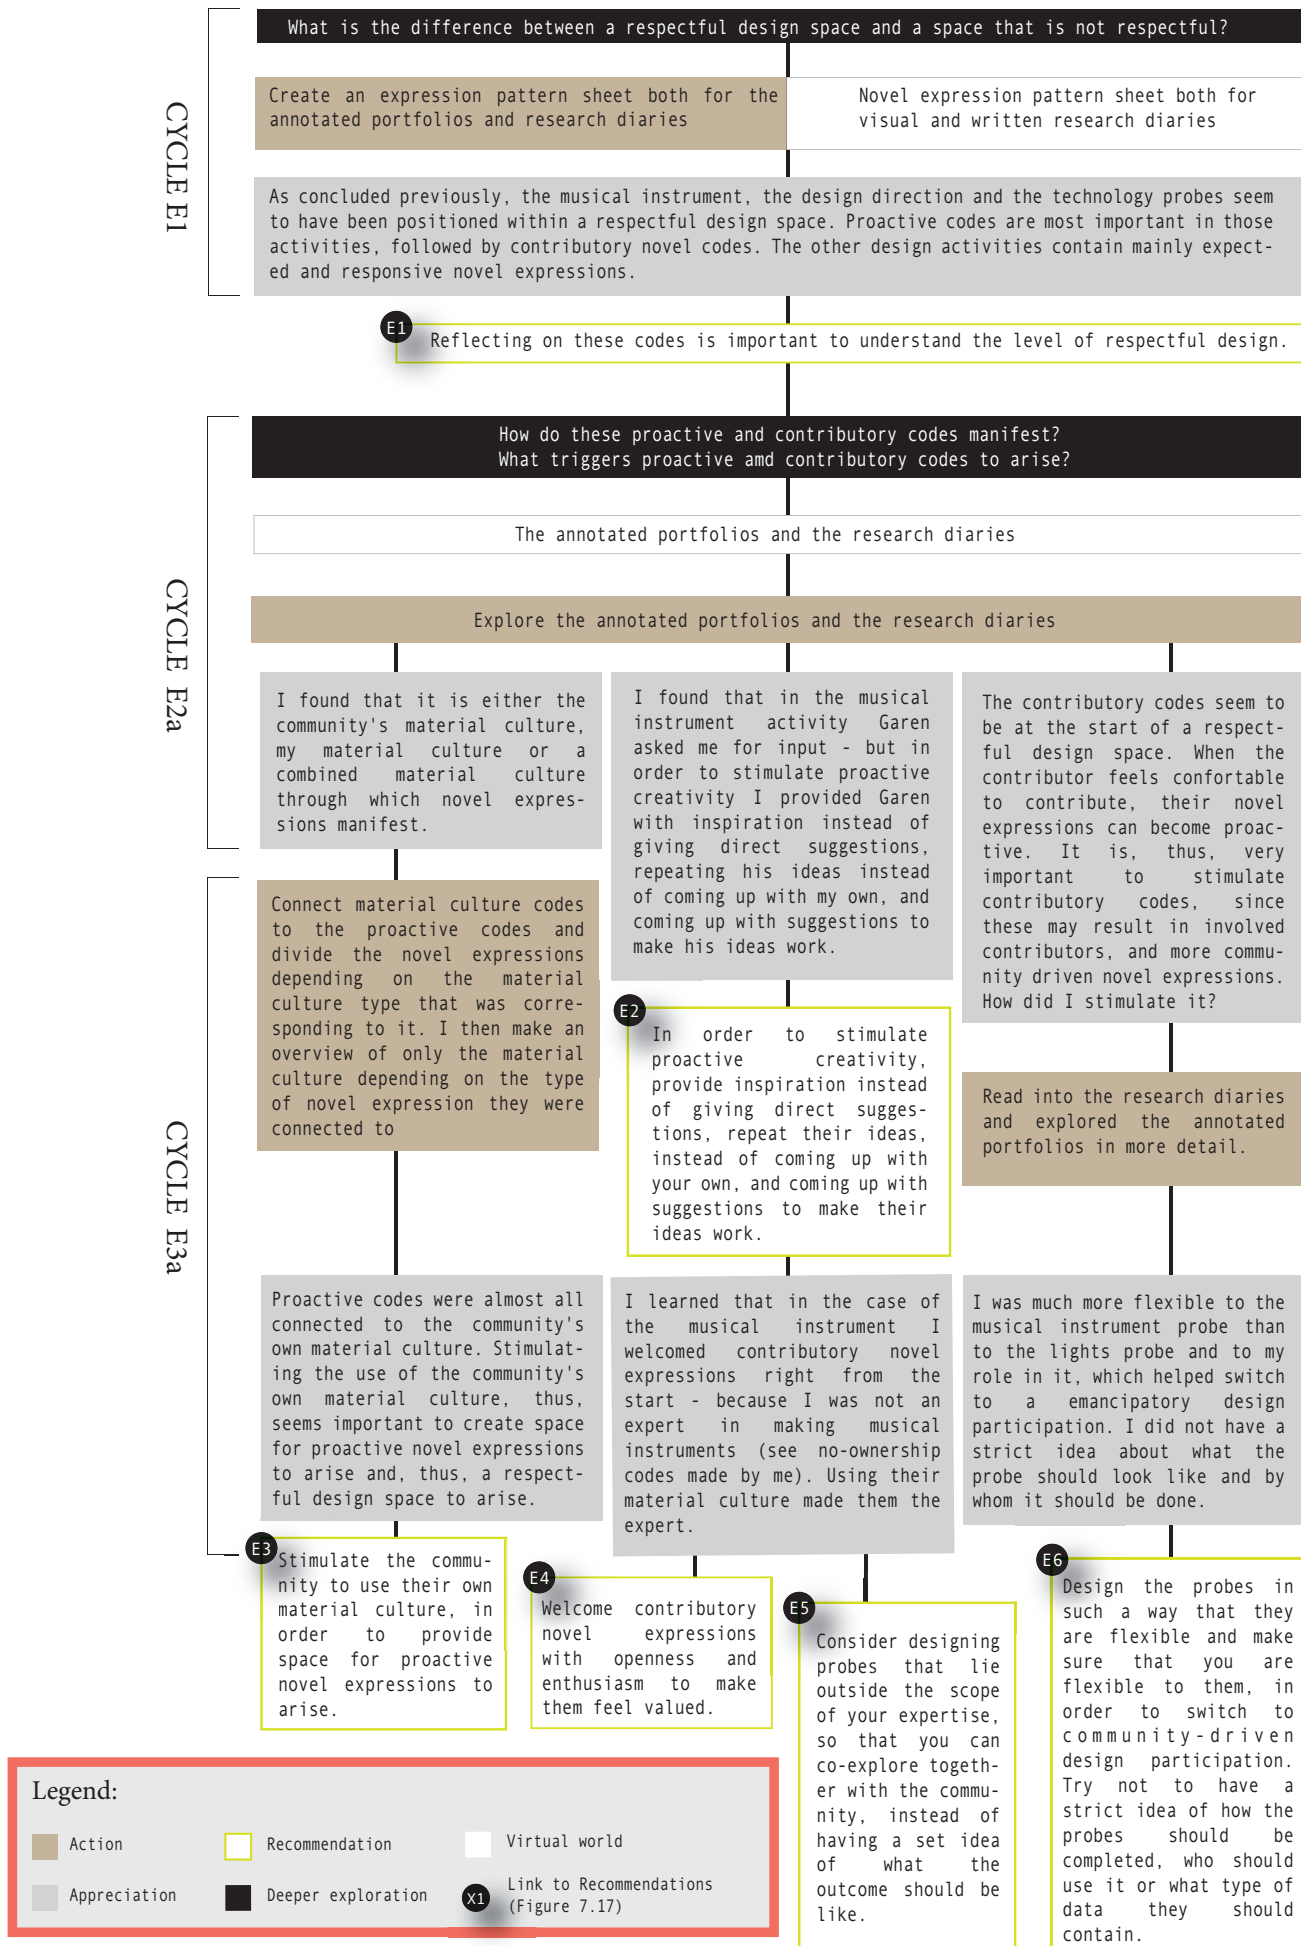 CYCLE E1
What is the difference between a respectful design space and a space that is not respectful?
Create an expression pattern sheet both for the
annotated portfolios and research diaries
Novel expression pattern sheet both for
visual and written research diaries
As concluded previously, the musical instrument, the design direction and the technology probes seem
to have been positioned within a respectful design space. Proactive codes are most important in those
activities, followed by contributory novel codes. The other design activities contain mainly expect-
ed and responsive novel expressions.
E1
Reflecting on these codes is important to understand the level of respectful design.
CYCLE E2a
How do these proactive and contributory codes manifest?
What triggers proactive amd contributory codes to arise?
The annotated portfolios and the research diaries
Explore the annotated portfolios and the research diaries
I found that it is either the
community's material culture,
my material culture or a
combined material culture
through which novel expres-
sions manifest.
I found that in the musical
instrument activity Garen
asked me for input - but in
order to stimulate proactive
creativity I provided Garen
with inspiration instead of
giving direct suggestions,
repeating his ideas instead
of coming up with my own, and
coming up with suggestions to
make his ideas work.
The contributory codes seem to
be at the start of a respect-
ful design space. When the
contributor feels confortable
to contribute, their novel
expressions can become proac-
tive. It is, thus, very
important to stimulate
contributory codes, since
these may result in involved
contributors, and more commu-
nity driven novel expressions.
How did I stimulate it?
CYCLE E3a
Connect material culture codes
to the proactive codes and
divide the novel expressions
depending on the material
culture type that was corre-
sponding to it. I then make an
overview of only the material
culture depending on the type
of novel expression they were
connected to
E2
In order to stimulate
proactive creativity,
provide inspiration instead
of giving direct sugges-
tions, repeat their ideas,
instead of coming up with
your own, and coming up with
suggestions to make their
ideas work.
Read into the research diaries
and explored the annotated
portfolios in more detail.
Proactive codes were almost all
connected to the community's
own material culture. Stimulat-
ing the use of the community's
own material culture, thus,
seems important to create space
for proactive novel expressions
to arise and, thus, a respect-
ful design space to arise.
I learned that in the case of
the musical instrument I
welcomed contributory novel
expressions right from the
start - because I was not an
expert in making musical
instruments (see no-ownership
codes made by me). Using their
material culture made them the
expert.
I was much more flexible to the
musical instrument probe than
to the lights probe and to my
role in it, which helped switch
to a emancipatory design
participation. I did not have a
strict idea about what the
probe should look like and by
whom it should be done.
E3
Stimulate the commu-
nity to use their own
material culture, in
order to provide
space for proactive
novel expressions to
arise.
E4
Welcome contributory
novel expressions
with openness and
enthusiasm to make
them feel valued.
E5
Consider designing
probes that lie
outside the scope
of your expertise,
so that you can
co-explore togeth-
er with the commu-
nity, instead of
having a set idea
of what the
outcome should be
like.
E6
Design the probes in
such a way that they
are flexible and make
sure that you are
flexible to them, in
order to switch to
community-driven
design participation.
Try not to have a
strict idea of how the
probes should be
completed, who should
use it or what type of
data they should
contain.
Legend:
Action
Recommendation
Virtual world
Appreciation
Deeper exploration
X1
Link to Recommendations
(Figure 7.17)